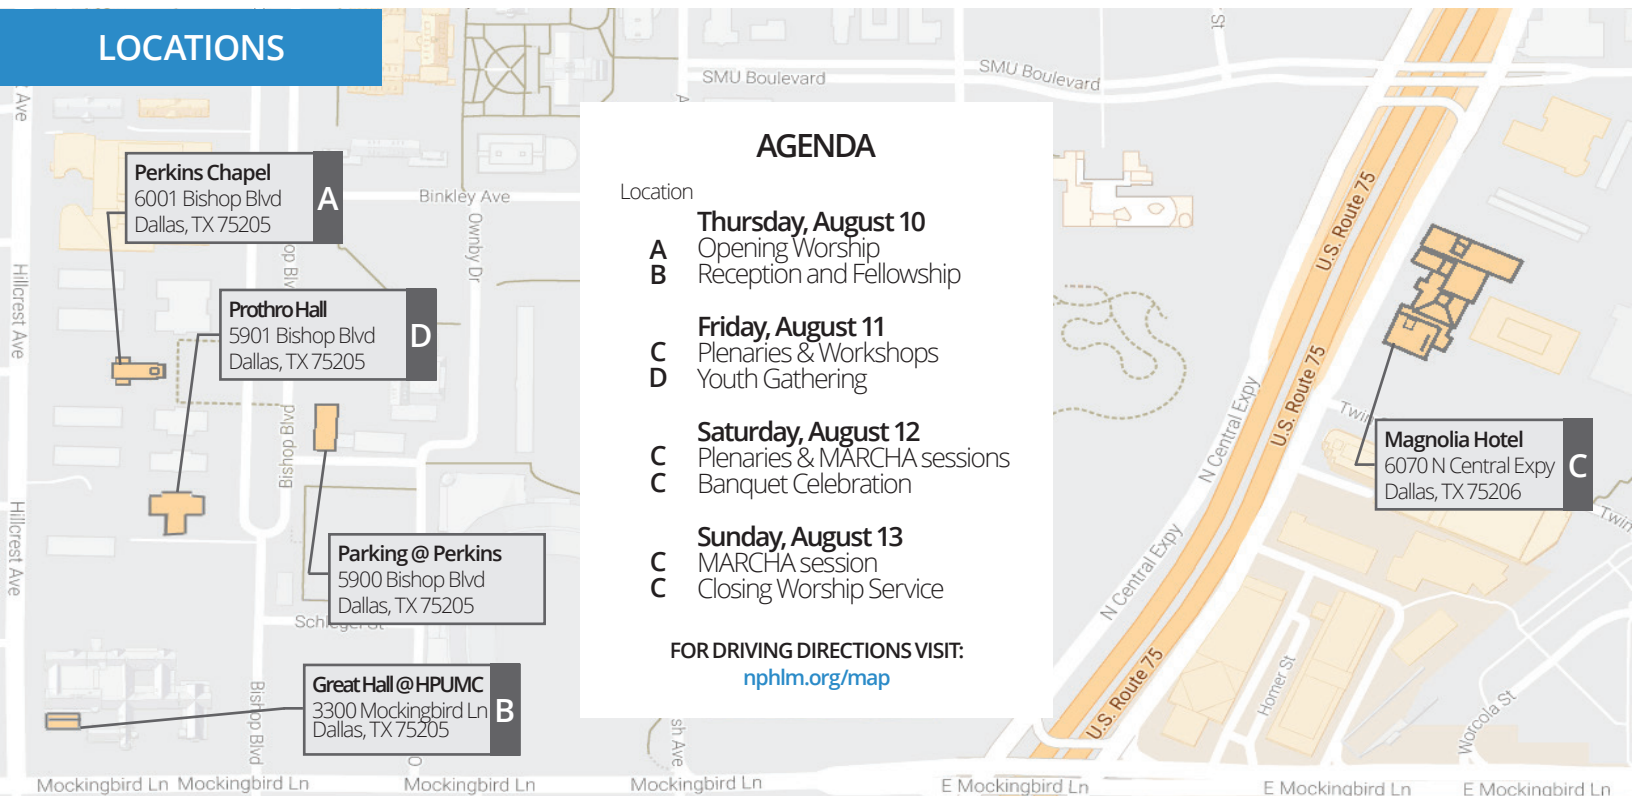 LOCATIONS
Perkins Chapel
6001 Bishop Blvd
Dallas, TX 75205
A
Prothro Hall
5901 Bishop Blvd
Dallas, TX 75205
D
Parking @ Perkins
5900 Bishop Blvd
Dallas, TX 75205
Great Hall @ HPUMC
3300 Mockingbird Ln
Dallas, TX 75205
B
AGENDA
Location
Thursday, August 10
A Opening Worship
B Reception and Fellowship
Friday, August 11
C Plenaries & Workshops
D Youth Gathering
Saturday, August 12
C Plenaries & MARCHA sessions
C Banquet Celebration
Sunday, August 13
C MARCHA session
C Closing Worship Service
FOR DRIVING DIRECTIONS VISIT:
nphlm.org/map
Magnolia Hotel
6070 N Central Expy
Dallas, TX 75206
C
SMU Boulevard
SMU Boulevard
St
Ave
Binkley Ave
Ownby Dr
Hillcrest Ave
Hillcrest Ave
Bishop Blvd
Bishop Blvd
U.S. Route 75
U.S. Route 75
U.S. Route 75
N Central Expy
N Central Expy
Homer St
Worcola St
Mockingbird Ln
Mockingbird Ln
Mockingbird Ln
Mockingbird Ln
E Mockingbird Ln
E Mockingbird Ln
E Mockingbird Ln